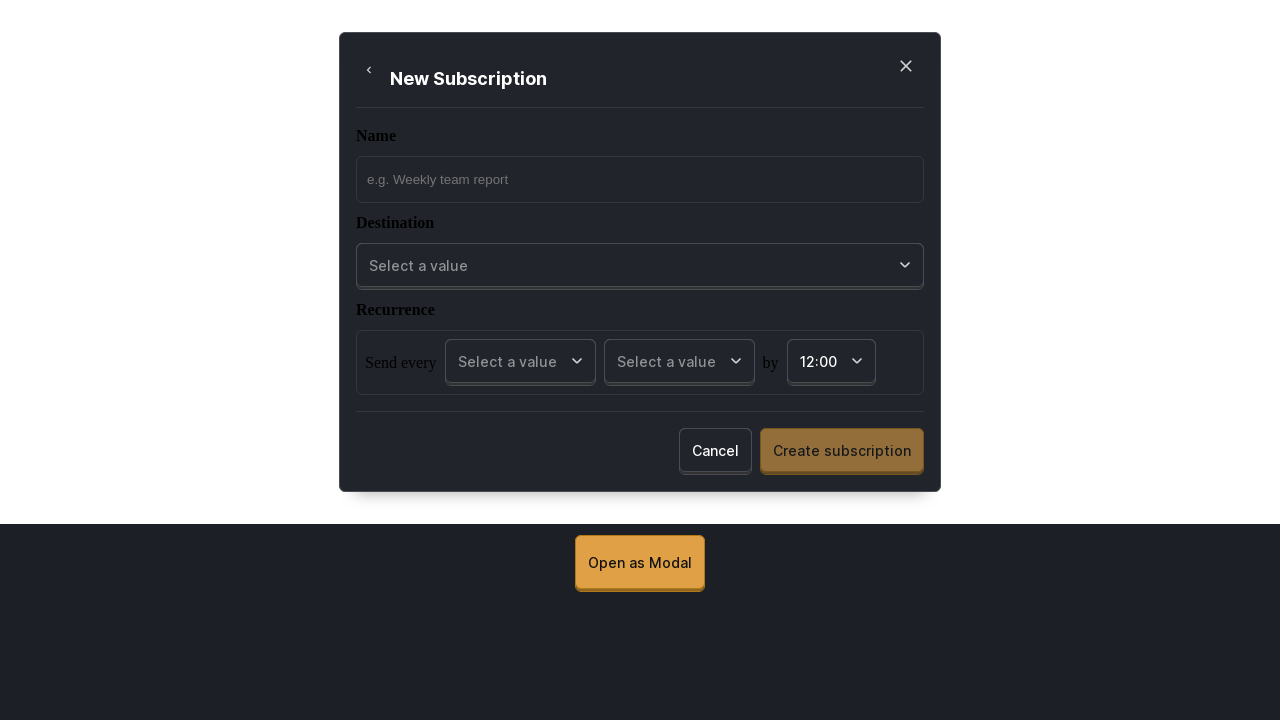 New Subscription
Name
e.g. Weekly team report
Destination
Select a value
Recurrence
Send every Select a value Select a value by 12:00
Cancel Create subscription
Open as Modal